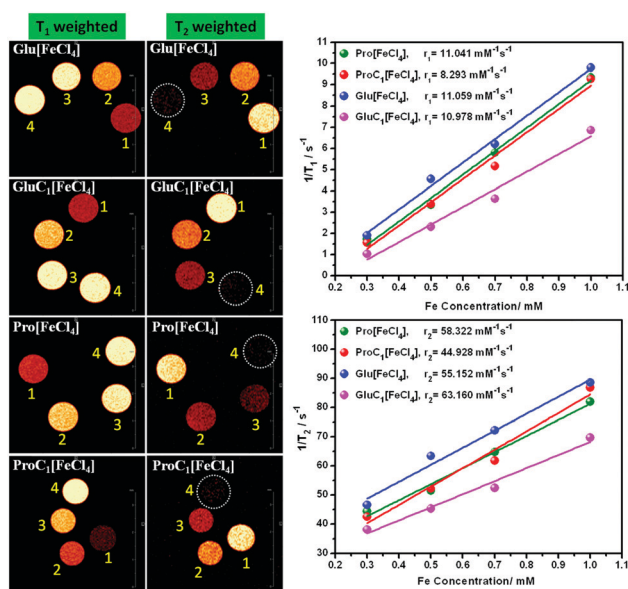 T₁ weighted
T₂ weighted
Glu[FeCl₄]
Glu[FeCl₄]
4
3
2
1
4
3
2
1
GluC₁[FeCl₄]
GluC₁[FeCl₄]
1
2
3
4
1
2
3
4
Pro[FeCl₄]
Pro[FeCl₄]
4
1
3
2
4
1
3
2
ProC₁[FeCl₄]
ProC₁[FeCl₄]
4
3
1
2
4
3
1
2
Pro[FeCl₄], r₁= 11.041 mM⁻¹s⁻¹
ProC₁[FeCl₄], r₁= 8.293 mM⁻¹s⁻¹
Glu[FeCl₄], r₁= 11.059 mM⁻¹s⁻¹
GluC₁[FeCl₄], r₁= 10.978 mM⁻¹s⁻¹
1/T₁ / s⁻¹
11
10
9
8
7
6
5
4
3
2
1
0
0.3 0.4 0.5 0.6 0.7 0.8 0.9 1.0
Fe Concentration/ mM
Pro[FeCl₄], r₂= 58.322 mM⁻¹s⁻¹
ProC₁[FeCl₄], r₂= 44.928 mM⁻¹s⁻¹
Glu[FeCl₄], r₂= 55.152 mM⁻¹s⁻¹
GluC₁[FeCl₄], r₂= 63.160 mM⁻¹s⁻¹
1/T₂ / s⁻¹
110
100
90
80
70
60
50
40
30
0.3 0.4 0.5 0.6 0.7 0.8 0.9 1.0
Fe Concentration/ mM